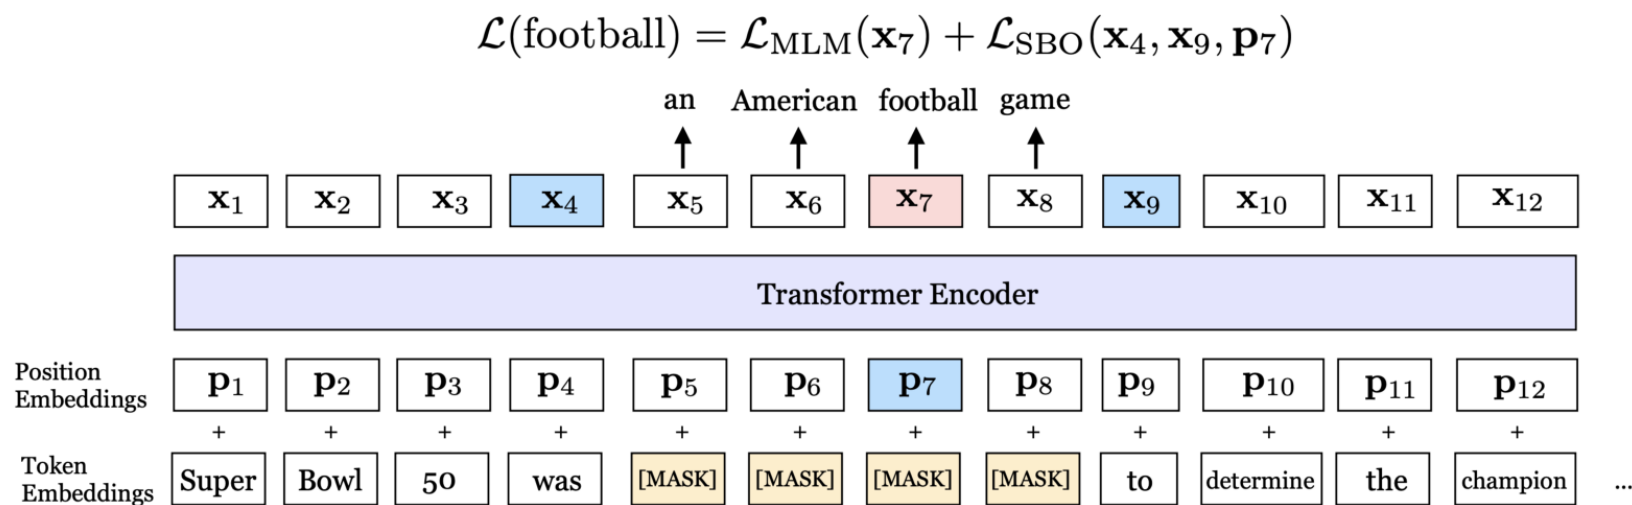 ℒ(football) = ℒMLM(x₇) + ℒSBO(x₄, x₉, p₇)
an American football game
x₁ x₂ x₃ x₄ x₅ x₆ x₇ x₈ x₉ x₁₀ x₁₁ x₁₂
Transformer Encoder
Position
Embeddings
p₁ p₂ p₃ p₄ p₅ p₆ p₇ p₈ p₉ p₁₀ p₁₁ p₁₂
+ + + + + + + + + + + +
Token
Embeddings
Super Bowl 50 was [MASK] [MASK] [MASK] [MASK] to determine the champion ...